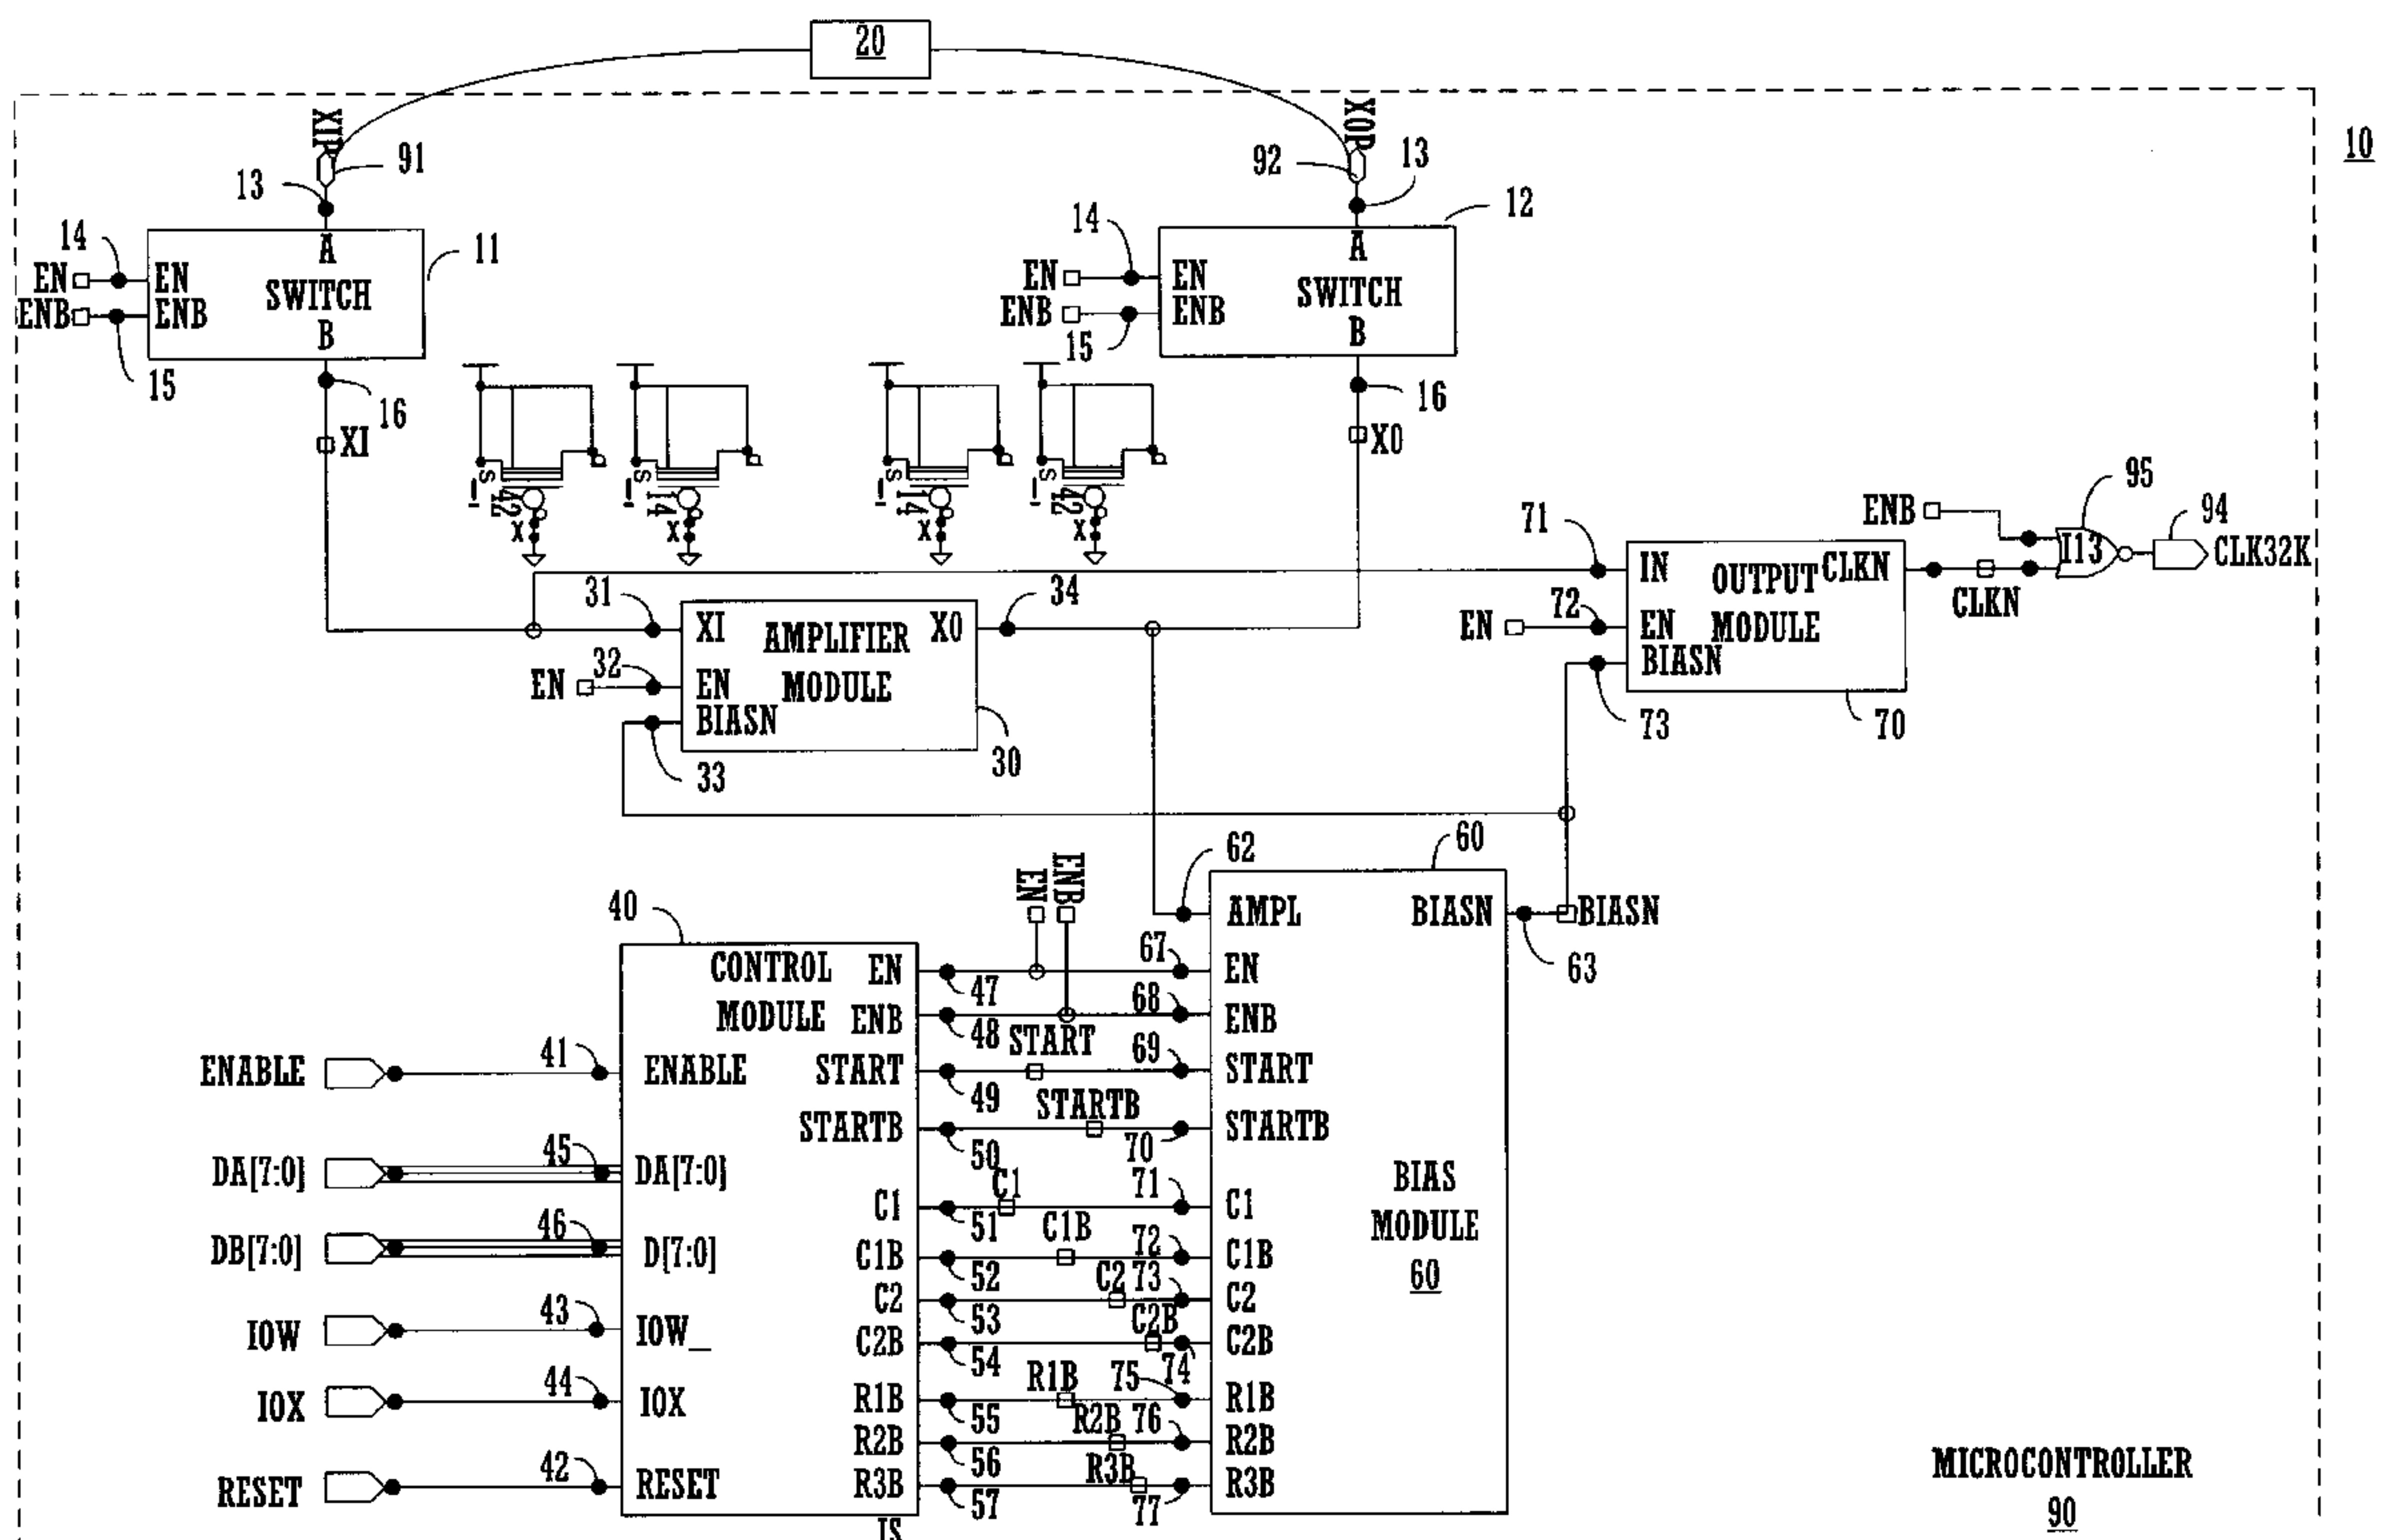 20
10
XIP
91
13
XOP
92
13
14
EN
ENB
15
EN
ENB
A
SWITCH
B
11
16
XI
14
EN
ENB
15
EN
ENB
A
SWITCH
B
12
16
XO
S
42
X
S
14
X
S
14
X
S
42
X
31
XI
AMPLIFIER
MODULE
XO
34
EN
32
EN
BIASN
33
30
71
IN
OUTPUT
MODULE
CLKN
EN
72
EN
BIASN
73
70
CLKN
ENB
95
I13
94
CLK32K
40
CONTROL
MODULE
EN
ENB
START
STARTB
C1
C1B
C2
C2B
R1B
R2B
R3B
ENABLE
41
ENABLE
DA[7:0]
45
DA[7:0]
DB[7:0]
46
D[7:0]
IOW
43
IOW_
IOX
44
IOX
RESET
42
RESET
IS
EN
ENB
47
48
START
49
STARTB
50
C1
51
C1B
52
C2
53
C2B
54
R1B
55
R2B
56
R3B
57
62
67
68
69
70
71
72
73
74
75
76
77
60
AMPL
BIASN
EN
ENB
START
STARTB
C1
C1B
C2
C2B
R1B
R2B
R3B
BIAS
MODULE
60
BIASN
63
MICROCONTROLLER
90